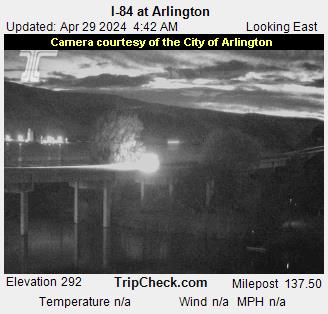 I-84 at Arlington
Updated: Apr 29 2024 4:42 AM Looking East
Camera courtesy of the City of Arlington
Elevation 292 TripCheck.com Milepost 137.50
Temperature n/a Wind n/a MPH n/a